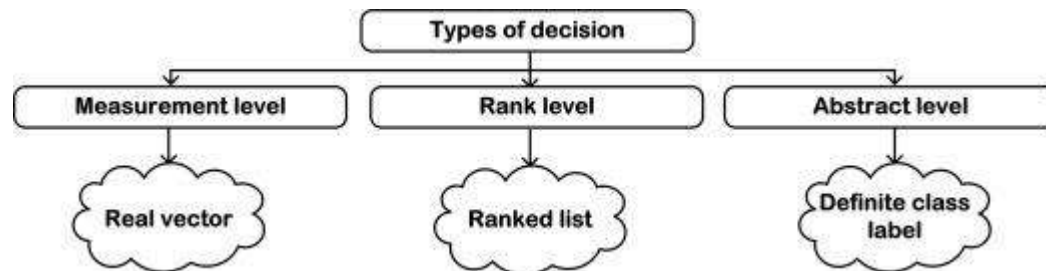 Types of decision
Measurement level
Rank level
Abstract level
Real vector
Ranked list
Definite class
label